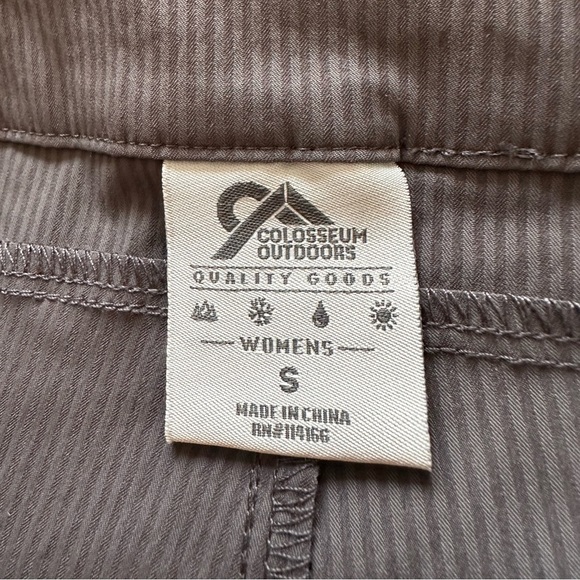 COLOSSEUM
OUTDOORS
QUALITY GOODS
WOMENS
S
MADE IN CHINA
RN#114166